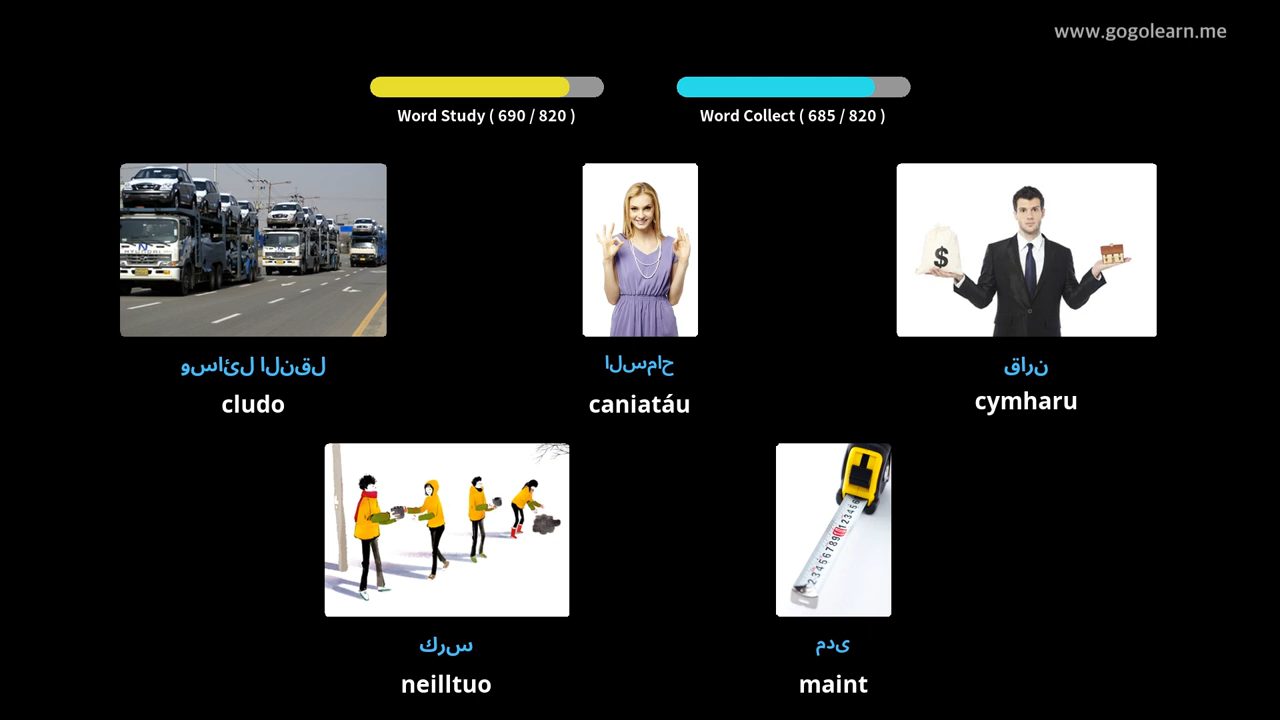 www.gogolearn.me
Word Study ( 690 / 820 )
Word Collect ( 685 / 820 )
$
وسائل النقل
السماح
قارن
cludo
caniatáu
cymharu
كرس
مدى
neilltuo
maint